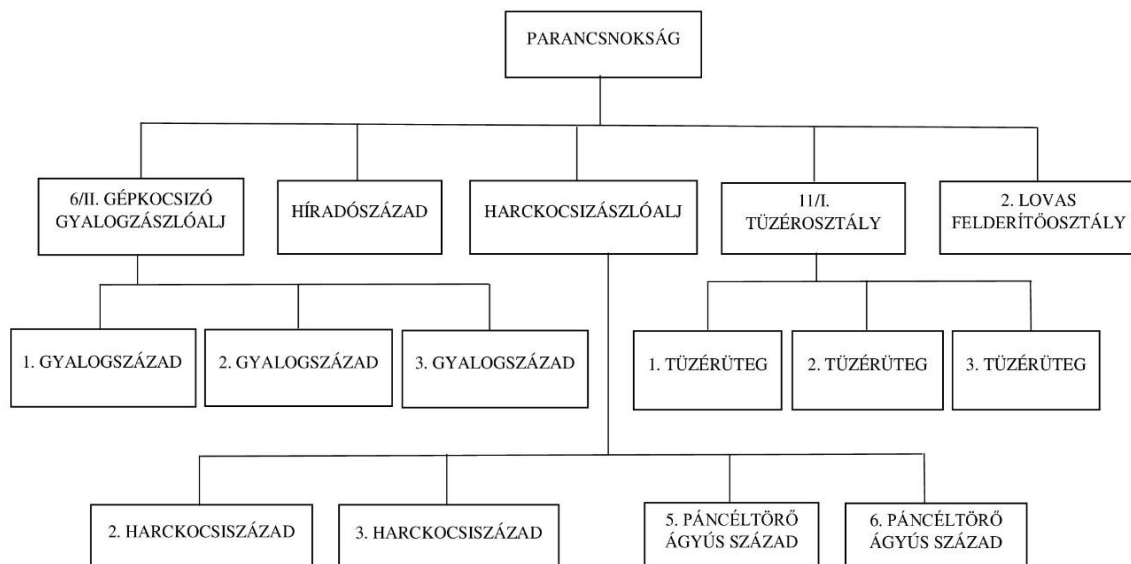 PARANCSNOKSÁG
6/II. GÉPKOCSIZÓ
GYALOGZÁSZLÓALJ
HÍRADÓSZÁZAD
HARCKOCSIZÁSZLÓALJ
11/I.
TÜZÉROSZTÁLY
2. LOVAS
FELDERÍTŐOSZTÁLY
1. GYALOGSZÁZAD
2. GYALOGSZÁZAD
3. GYALOGSZÁZAD
1. TÜZÉRÜTEG
2. TÜZÉRÜTEG
3. TÜZÉRÜTEG
2. HARCKOCSISZÁZAD
3. HARCKOCSISZÁZAD
5. PÁNCÉLTÖRŐ
ÁGYÚS SZÁZAD
6. PÁNCÉLTÖRŐ
ÁGYÚS SZÁZAD